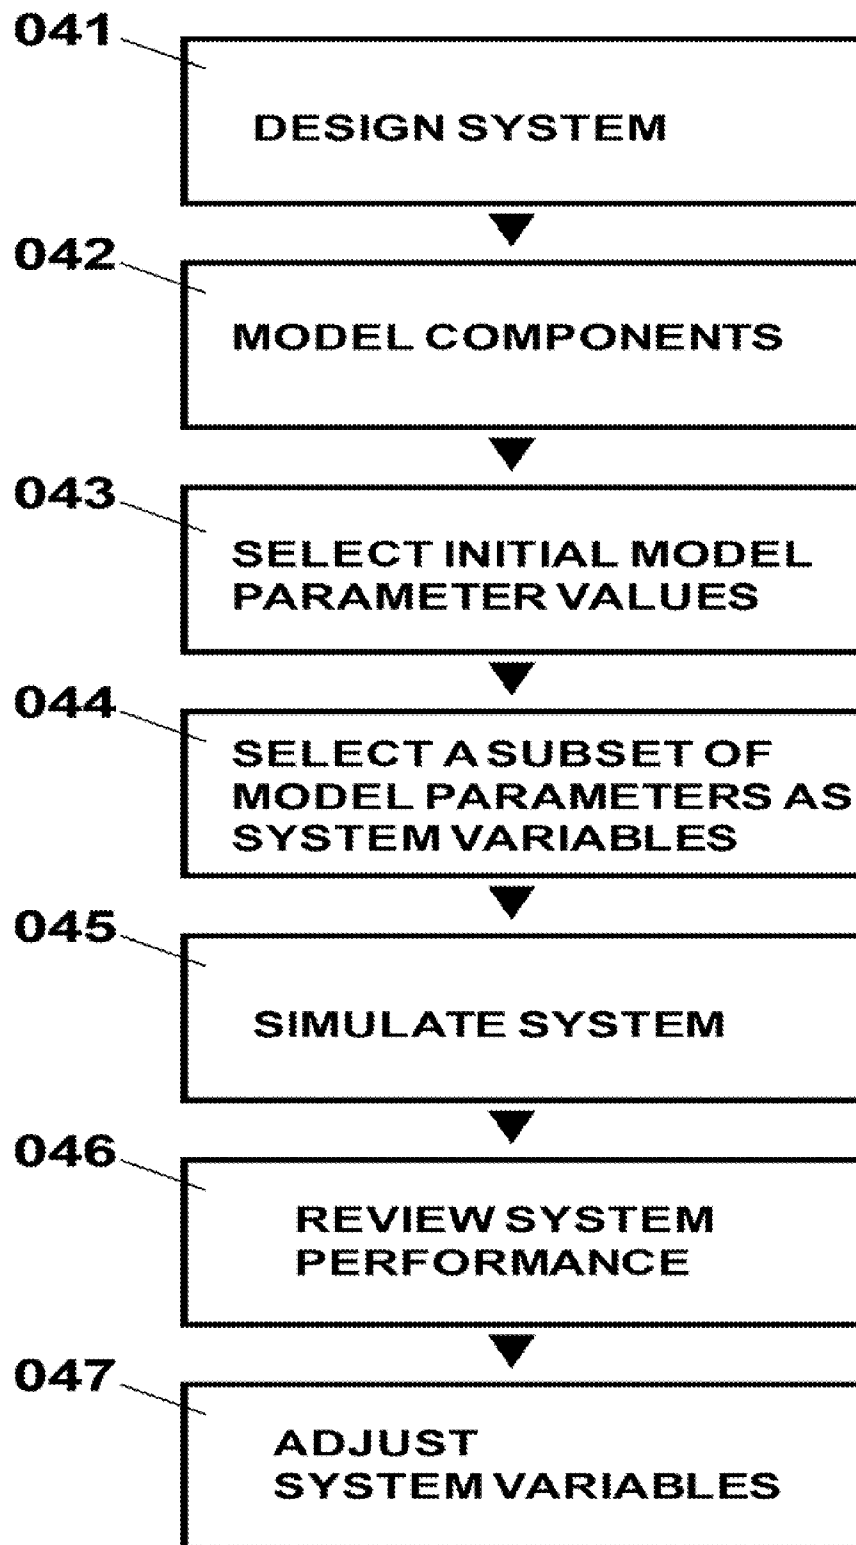 041
DESIGN SYSTEM
042
MODEL COMPONENTS
043
SELECT INITIAL MODEL
PARAMETER VALUES
044
SELECT A SUBSET OF
MODEL PARAMETERS AS
SYSTEM VARIABLES
045
SIMULATE SYSTEM
046
REVIEW SYSTEM
PERFORMANCE
047
ADJUST
SYSTEM VARIABLES